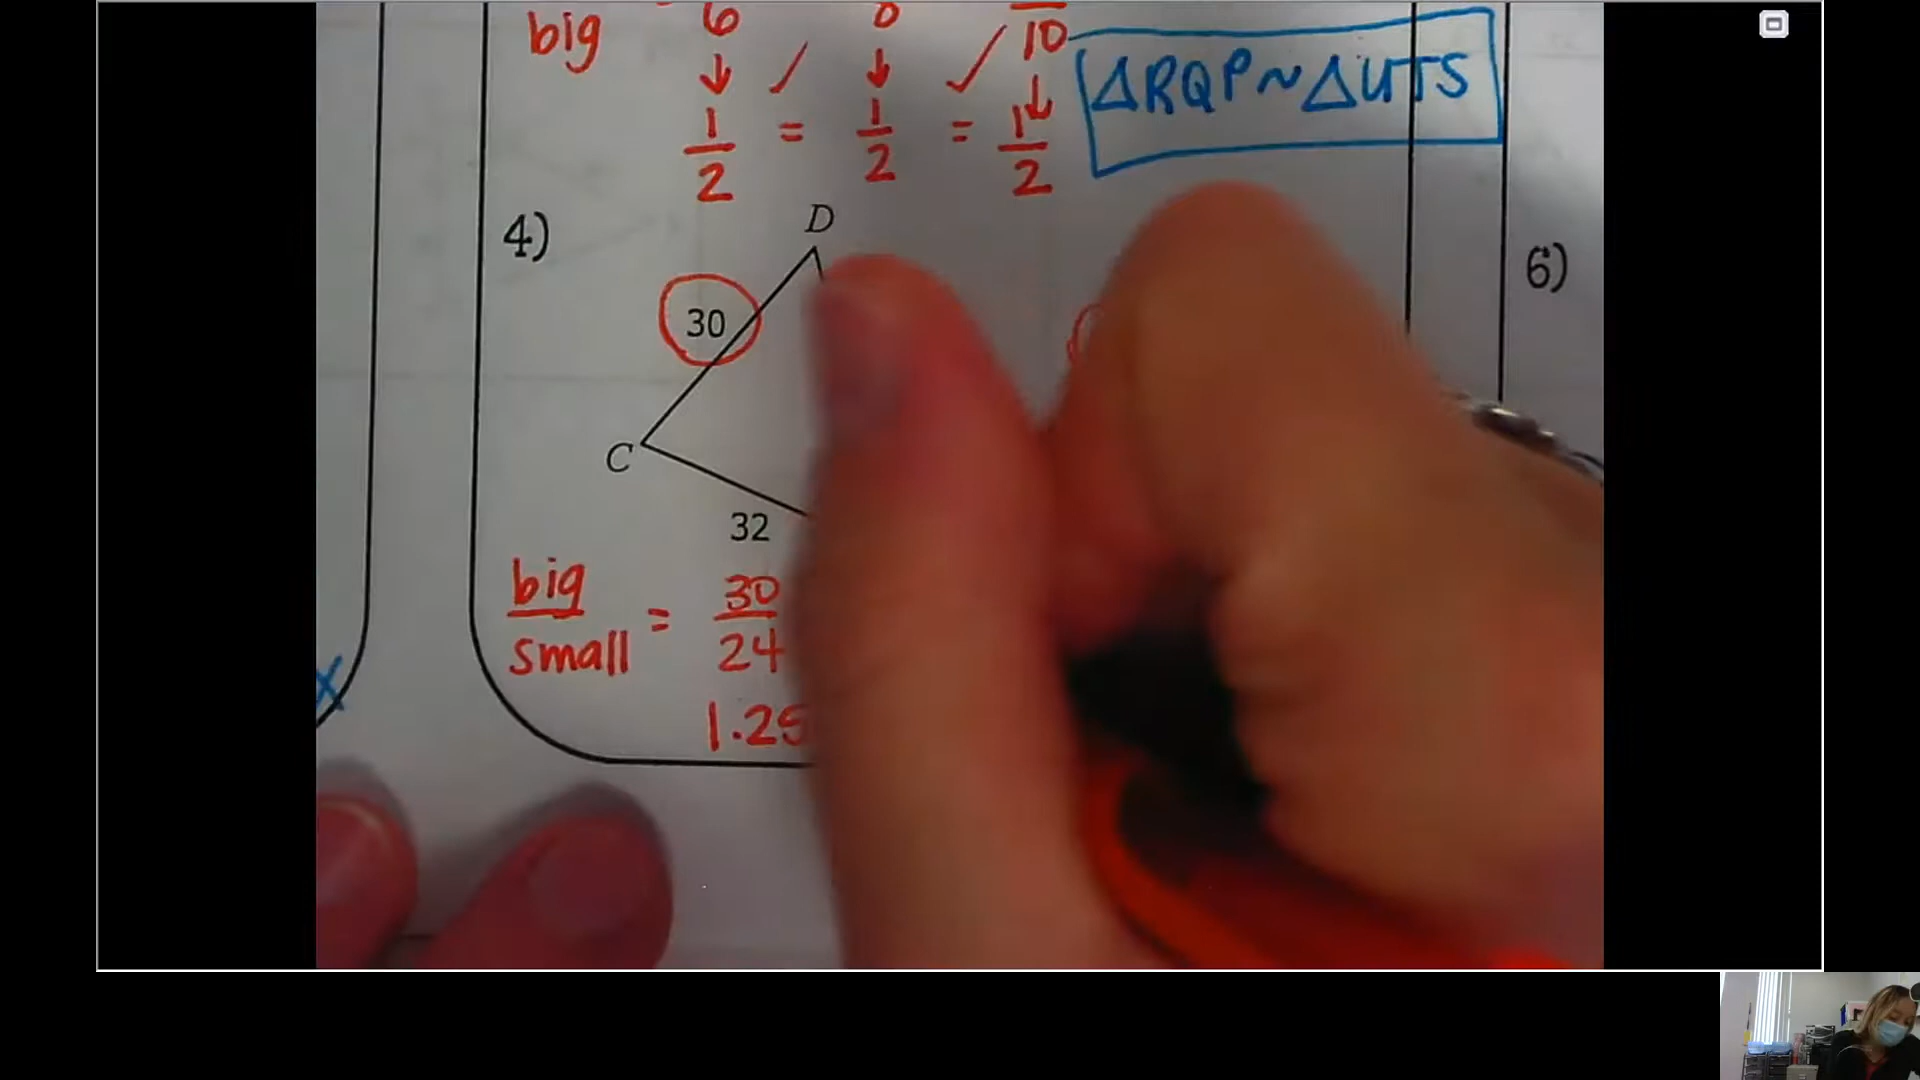 big 6 10
ΔRQP~ΔUTS
1/2 = 1/2 = 1/2
4)
D
6)
30
C
32
big/small = 30/24
1.25
X